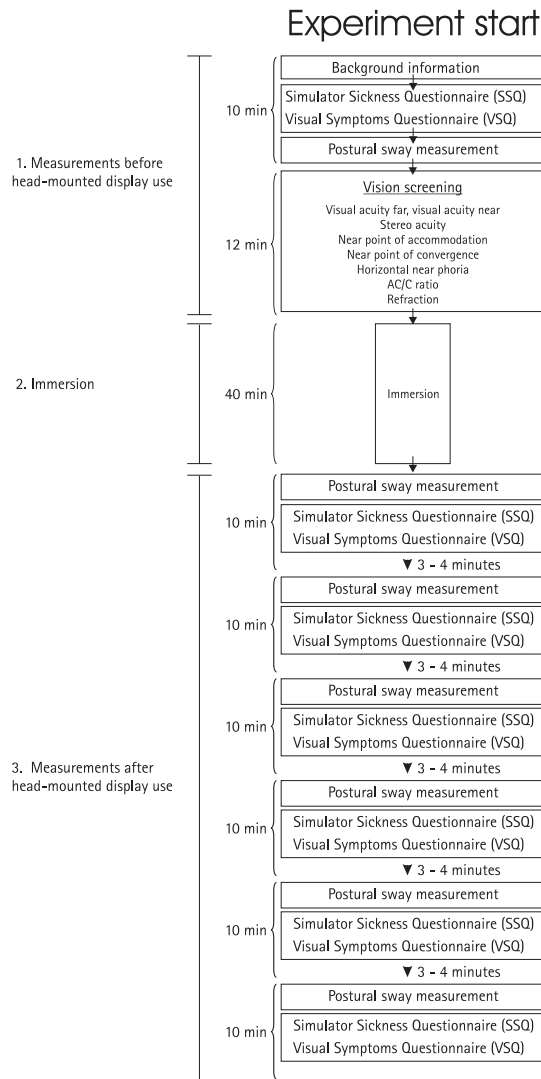 Experiment start
Background information
10 min
Simulator Sickness Questionnaire (SSQ)
Visual Symptoms Questionnaire (VSQ)
Postural sway measurement
1. Measurements before
head-mounted display use
Vision screening
Visual acuity far, visual acuity near
Stereo acuity
Near point of accommodation
12 min
Near point of convergence
Horizontal near phoria
AC/C ratio
Refraction
2. Immersion
40 min
Immersion
Postural sway measurement
10 min
Simulator Sickness Questionnaire (SSQ)
Visual Symptoms Questionnaire (VSQ)
▼ 3 - 4 minutes
Postural sway measurement
10 min
Simulator Sickness Questionnaire (SSQ)
Visual Symptoms Questionnaire (VSQ)
▼ 3 - 4 minutes
Postural sway measurement
10 min
Simulator Sickness Questionnaire (SSQ)
Visual Symptoms Questionnaire (VSQ)
▼ 3 - 4 minutes
3. Measurements after
head-mounted display use
Postural sway measurement
10 min
Simulator Sickness Questionnaire (SSQ)
Visual Symptoms Questionnaire (VSQ)
▼ 3 - 4 minutes
Postural sway measurement
10 min
Simulator Sickness Questionnaire (SSQ)
Visual Symptoms Questionnaire (VSQ)
▼ 3 - 4 minutes
Postural sway measurement
10 min
Simulator Sickness Questionnaire (SSQ)
Visual Symptoms Questionnaire (VSQ)